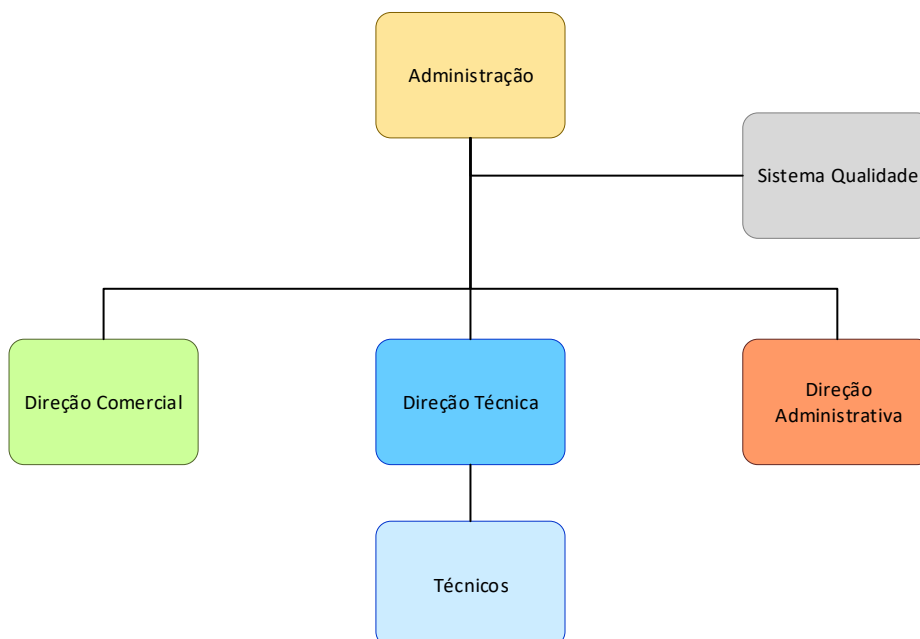 Administração
Sistema Qualidade
Direção Comercial
Direção Técnica
Direção
Administrativa
Técnicos